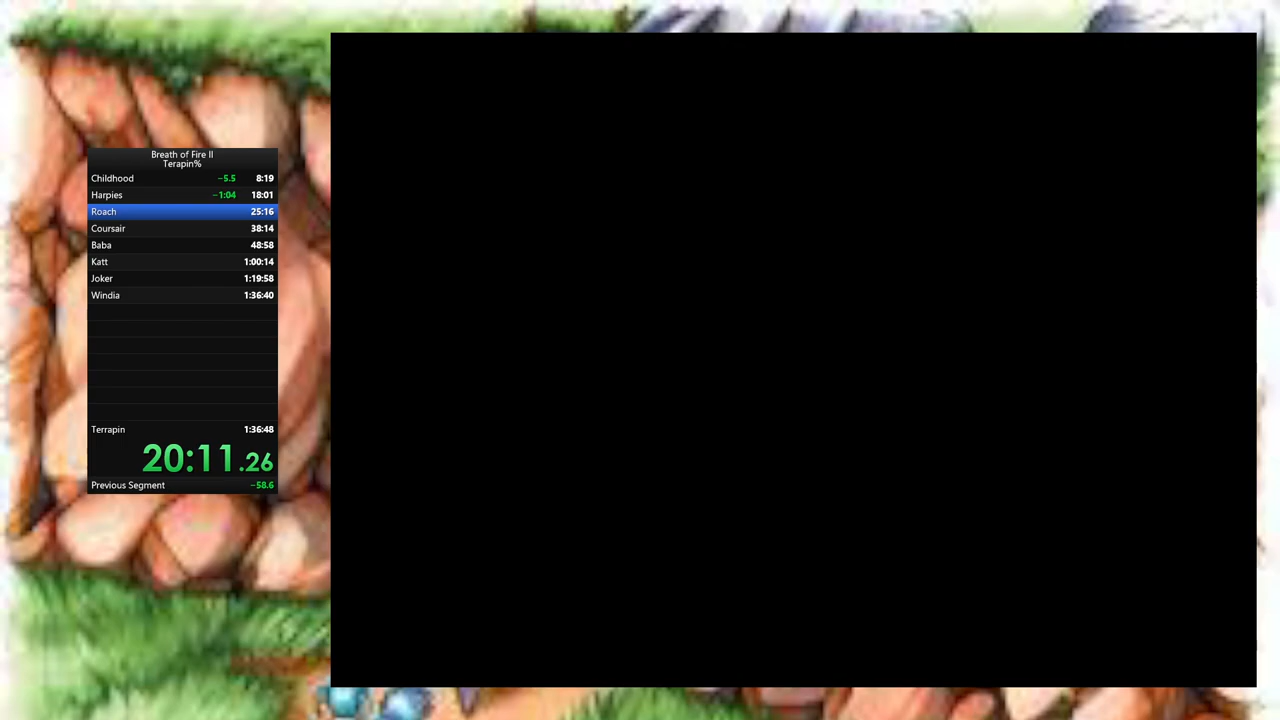 Breath of Fire II
Terapin%
Childhood −5.5 8:19
Harpies −1:04 18:01
Roach 25:16
Coursair 38:14
Baba 48:58
Katt 1:00:14
Joker 1:19:58
Windia 1:36:40
Terrapin 1:36:48
20:11.26
Previous Segment −58.6